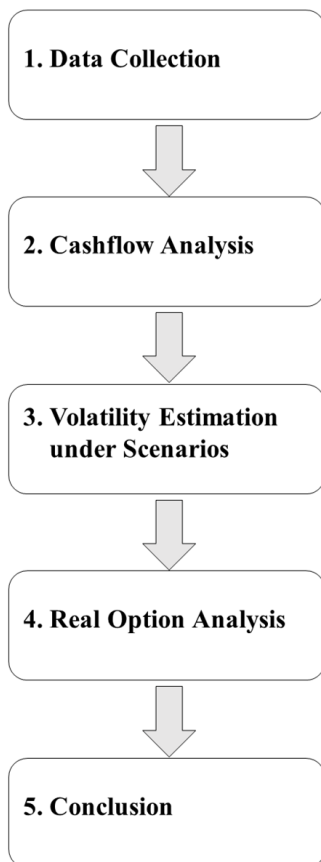 1. Data Collection
2. Cashflow Analysis
3. Volatility Estimation
under Scenarios
4. Real Option Analysis
5. Conclusion